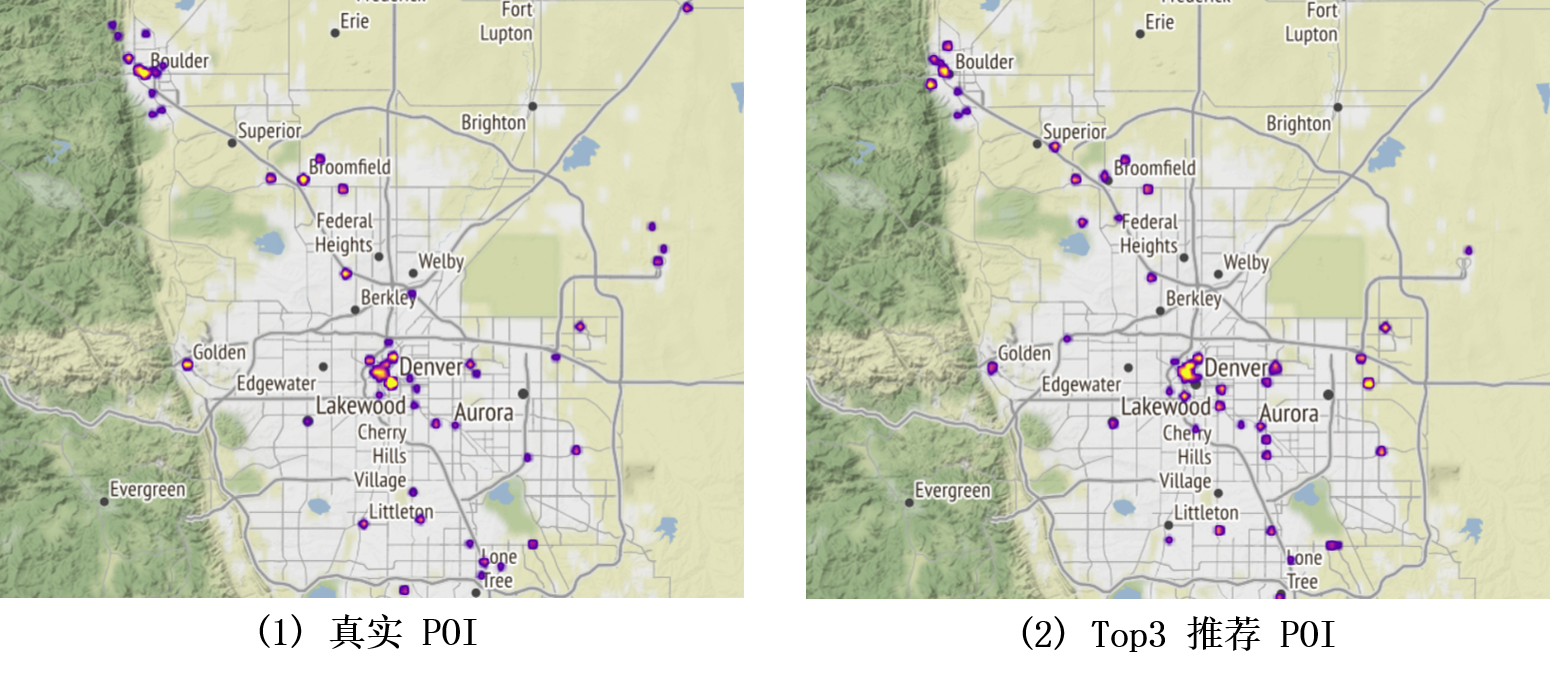 Frederick
Erie
Fort
Lupton
Boulder
Superior
Brighton
Broomfield
Federal
Heights
Welby
Berkley
Golden
Denver
Edgewater
Lakewood
Aurora
Cherry
Hills
Village
Evergreen
Littleton
Lone
Tree
(1) 真实 POI
Frederick
Erie
Fort
Lupton
Boulder
Superior
Brighton
Broomfield
Federal
Heights
Welby
Berkley
Golden
Denver
Edgewater
Lakewood
Aurora
Cherry
Hills
Village
Evergreen
Littleton
Lone
Tree
(2) Top3 推荐 POI